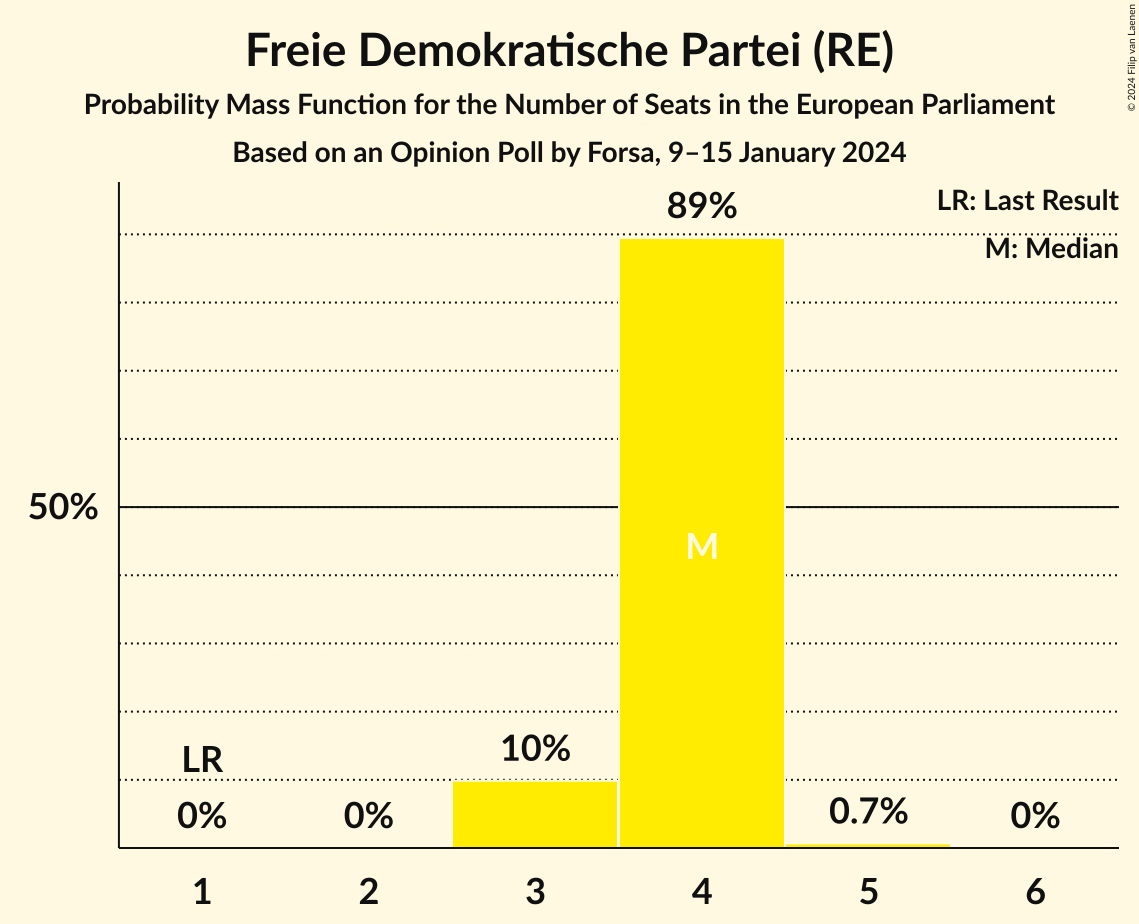 Freie Demokratische Partei (RE)
Probability Mass Function for the Number of Seats in the European Parliament
Based on an Opinion Poll by Forsa, 9–15 January 2024
© 2024 Filip van Laenen
LR: Last Result
M: Median
89%
50%
M
LR
10%
0%
0%
0.7%
0%
1
2
3
4
5
6